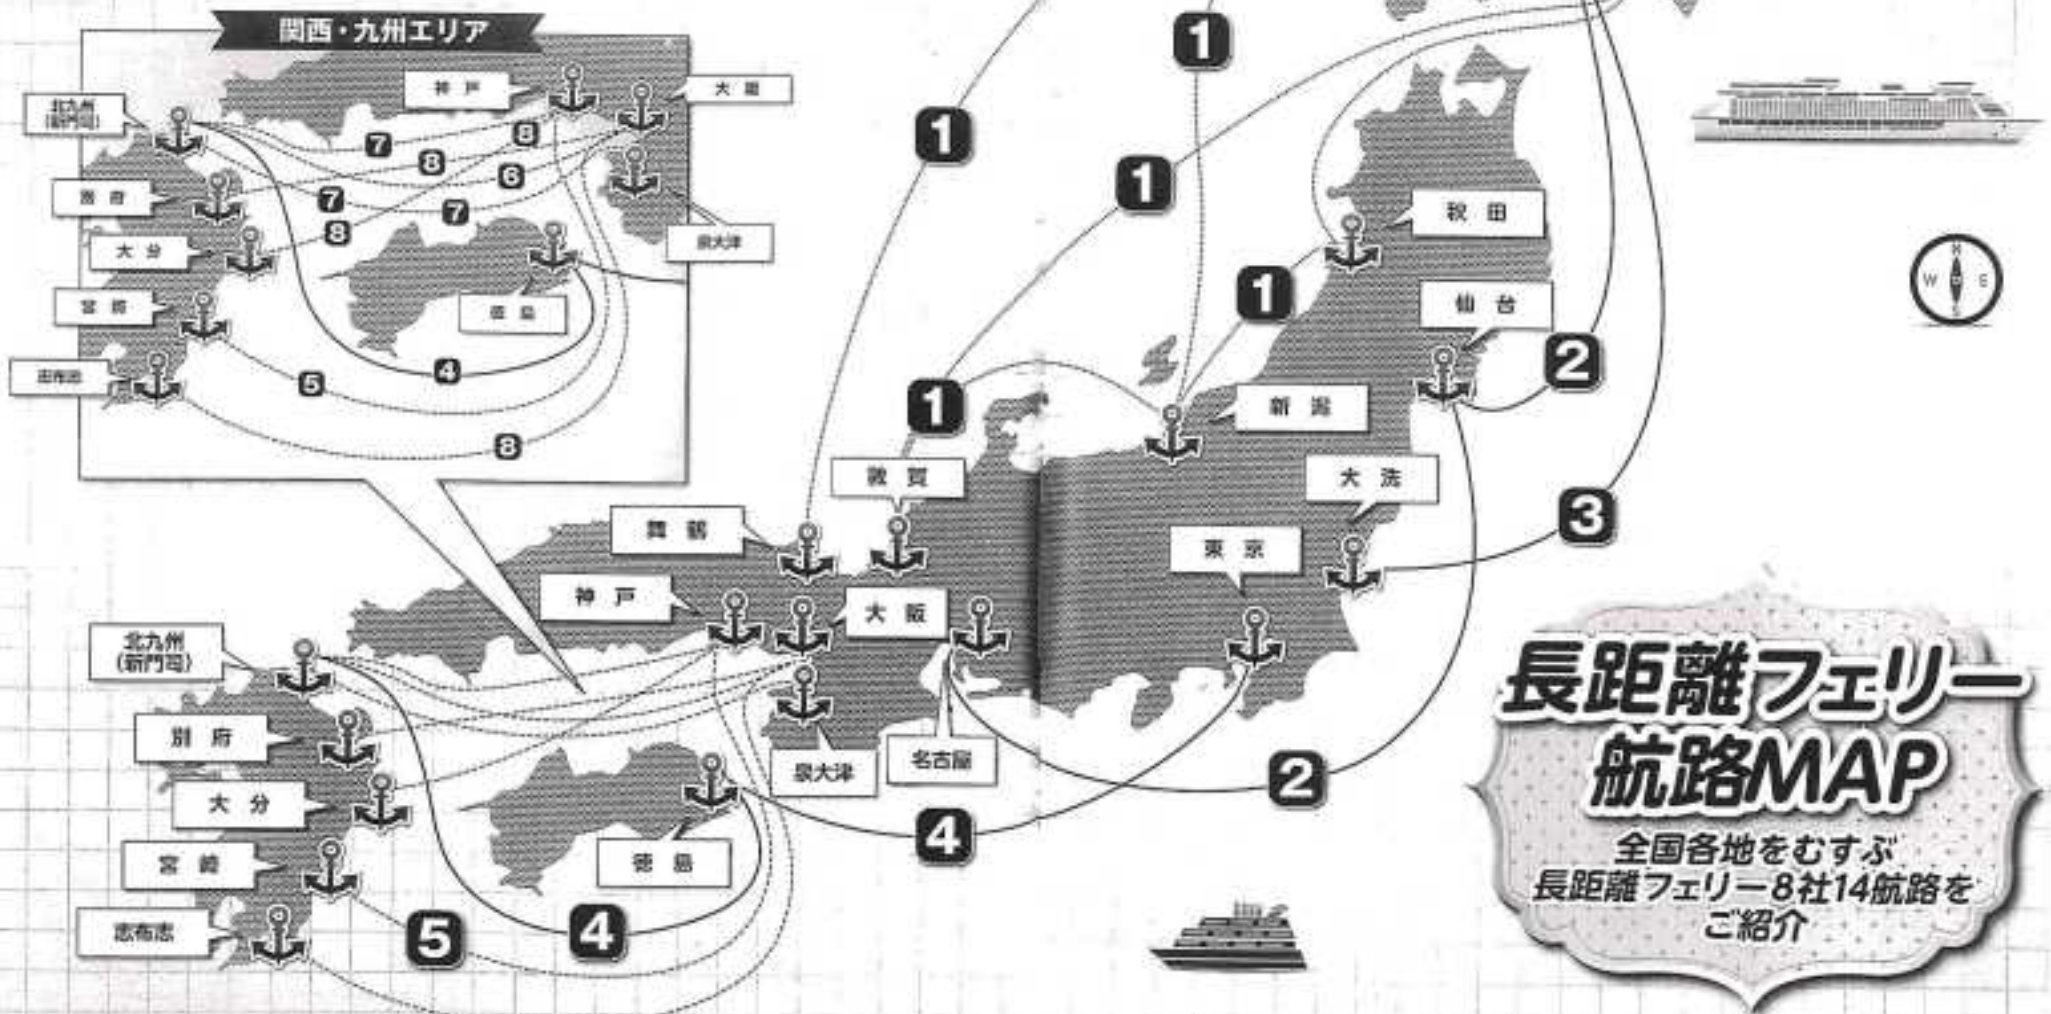 関西・九州エリア
神戸
大阪
北九州
(新門司)
別府
大分
宮崎
志布志
泉大津
徳島
7
8
8
6
7
7
8
4
5
8
1
1
1
1
1
秋田
仙台
2
新潟
敦賀
大洗
3
舞鶴
東京
神戸
大阪
北九州
(新門司)
別府
泉大津
名古屋
2
大分
4
宮崎
徳島
志布志
5
4
N
W
E
S
長距離フェリー
航路MAP
全国各地をむすぶ
長距離フェリー8社14航路を
ご紹介